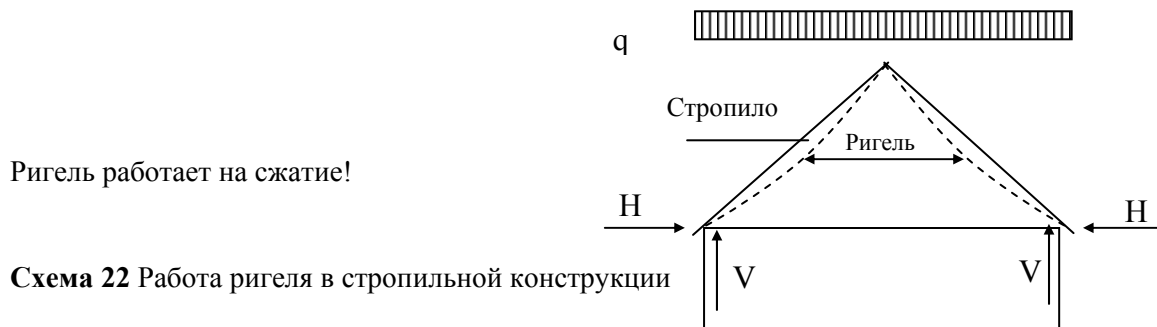 q
Стропило
Ригель
Ригель работает на сжатие!
H
H
V
V
Схема 22 Работа ригеля в стропильной конструкции